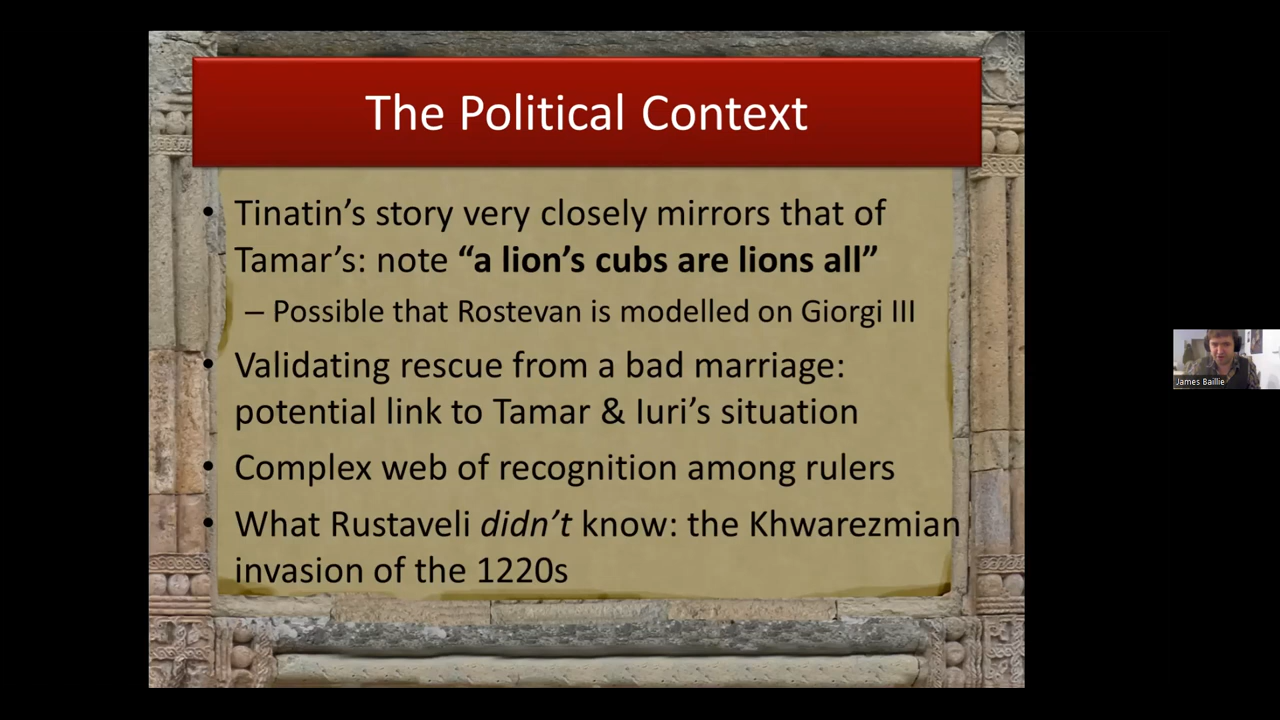 The Political Context
• Tinatin’s story very closely mirrors that of
Tamar’s: note “a lion’s cubs are lions all”
– Possible that Rostevan is modelled on Giorgi III
• Validating rescue from a bad marriage:
potential link to Tamar & Iuri’s situation
• Complex web of recognition among rulers
• What Rustaveli didn’t know: the Khwarezmian
invasion of the 1220s
James Baillie